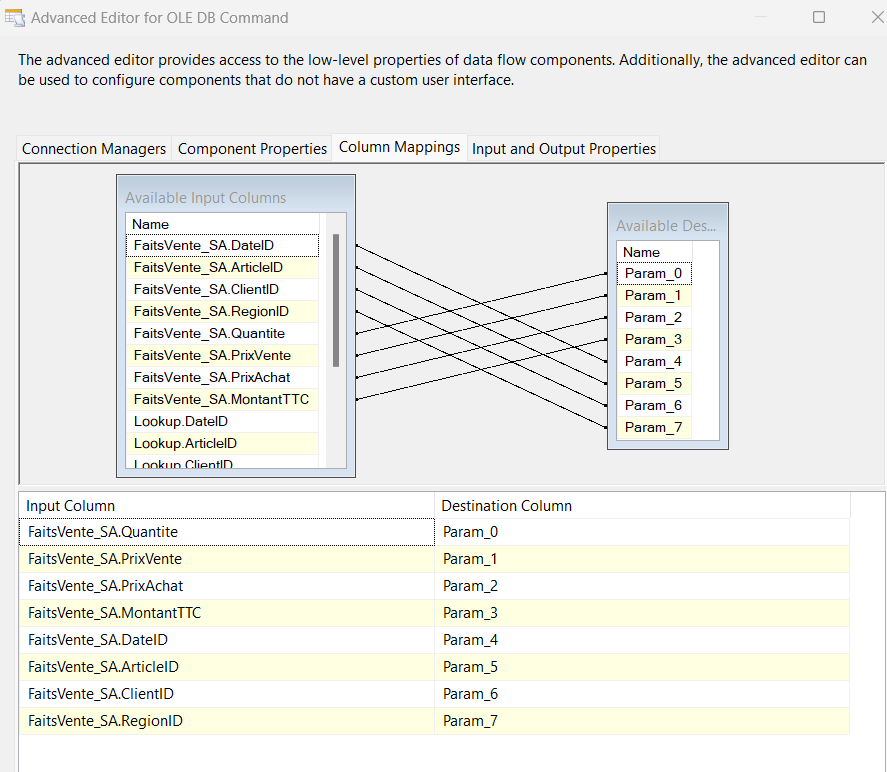 Advanced Editor for OLE DB Command
The advanced editor provides access to the low-level properties of data flow components. Additionally, the advanced editor can
be used to configure components that do not have a custom user interface.
Connection Managers Component Properties Column Mappings Input and Output Properties
Available Input Columns
Name
FaitsVente_SA.DateID
FaitsVente_SA.ArticleID
FaitsVente_SA.ClientID
FaitsVente_SA.RegionID
FaitsVente_SA.Quantite
FaitsVente_SA.PrixVente
FaitsVente_SA.PrixAchat
FaitsVente_SA.MontantTTC
Lookup.DateID
Lookup.ArticleID
Lookup.ClientID
Available Des...
Name
Param_0
Param_1
Param_2
Param_3
Param_4
Param_5
Param_6
Param_7
Input Column Destination Column
FaitsVente_SA.Quantite Param_0
FaitsVente_SA.PrixVente Param_1
FaitsVente_SA.PrixAchat Param_2
FaitsVente_SA.MontantTTC Param_3
FaitsVente_SA.DateID Param_4
FaitsVente_SA.ArticleID Param_5
FaitsVente_SA.ClientID Param_6
FaitsVente_SA.RegionID Param_7